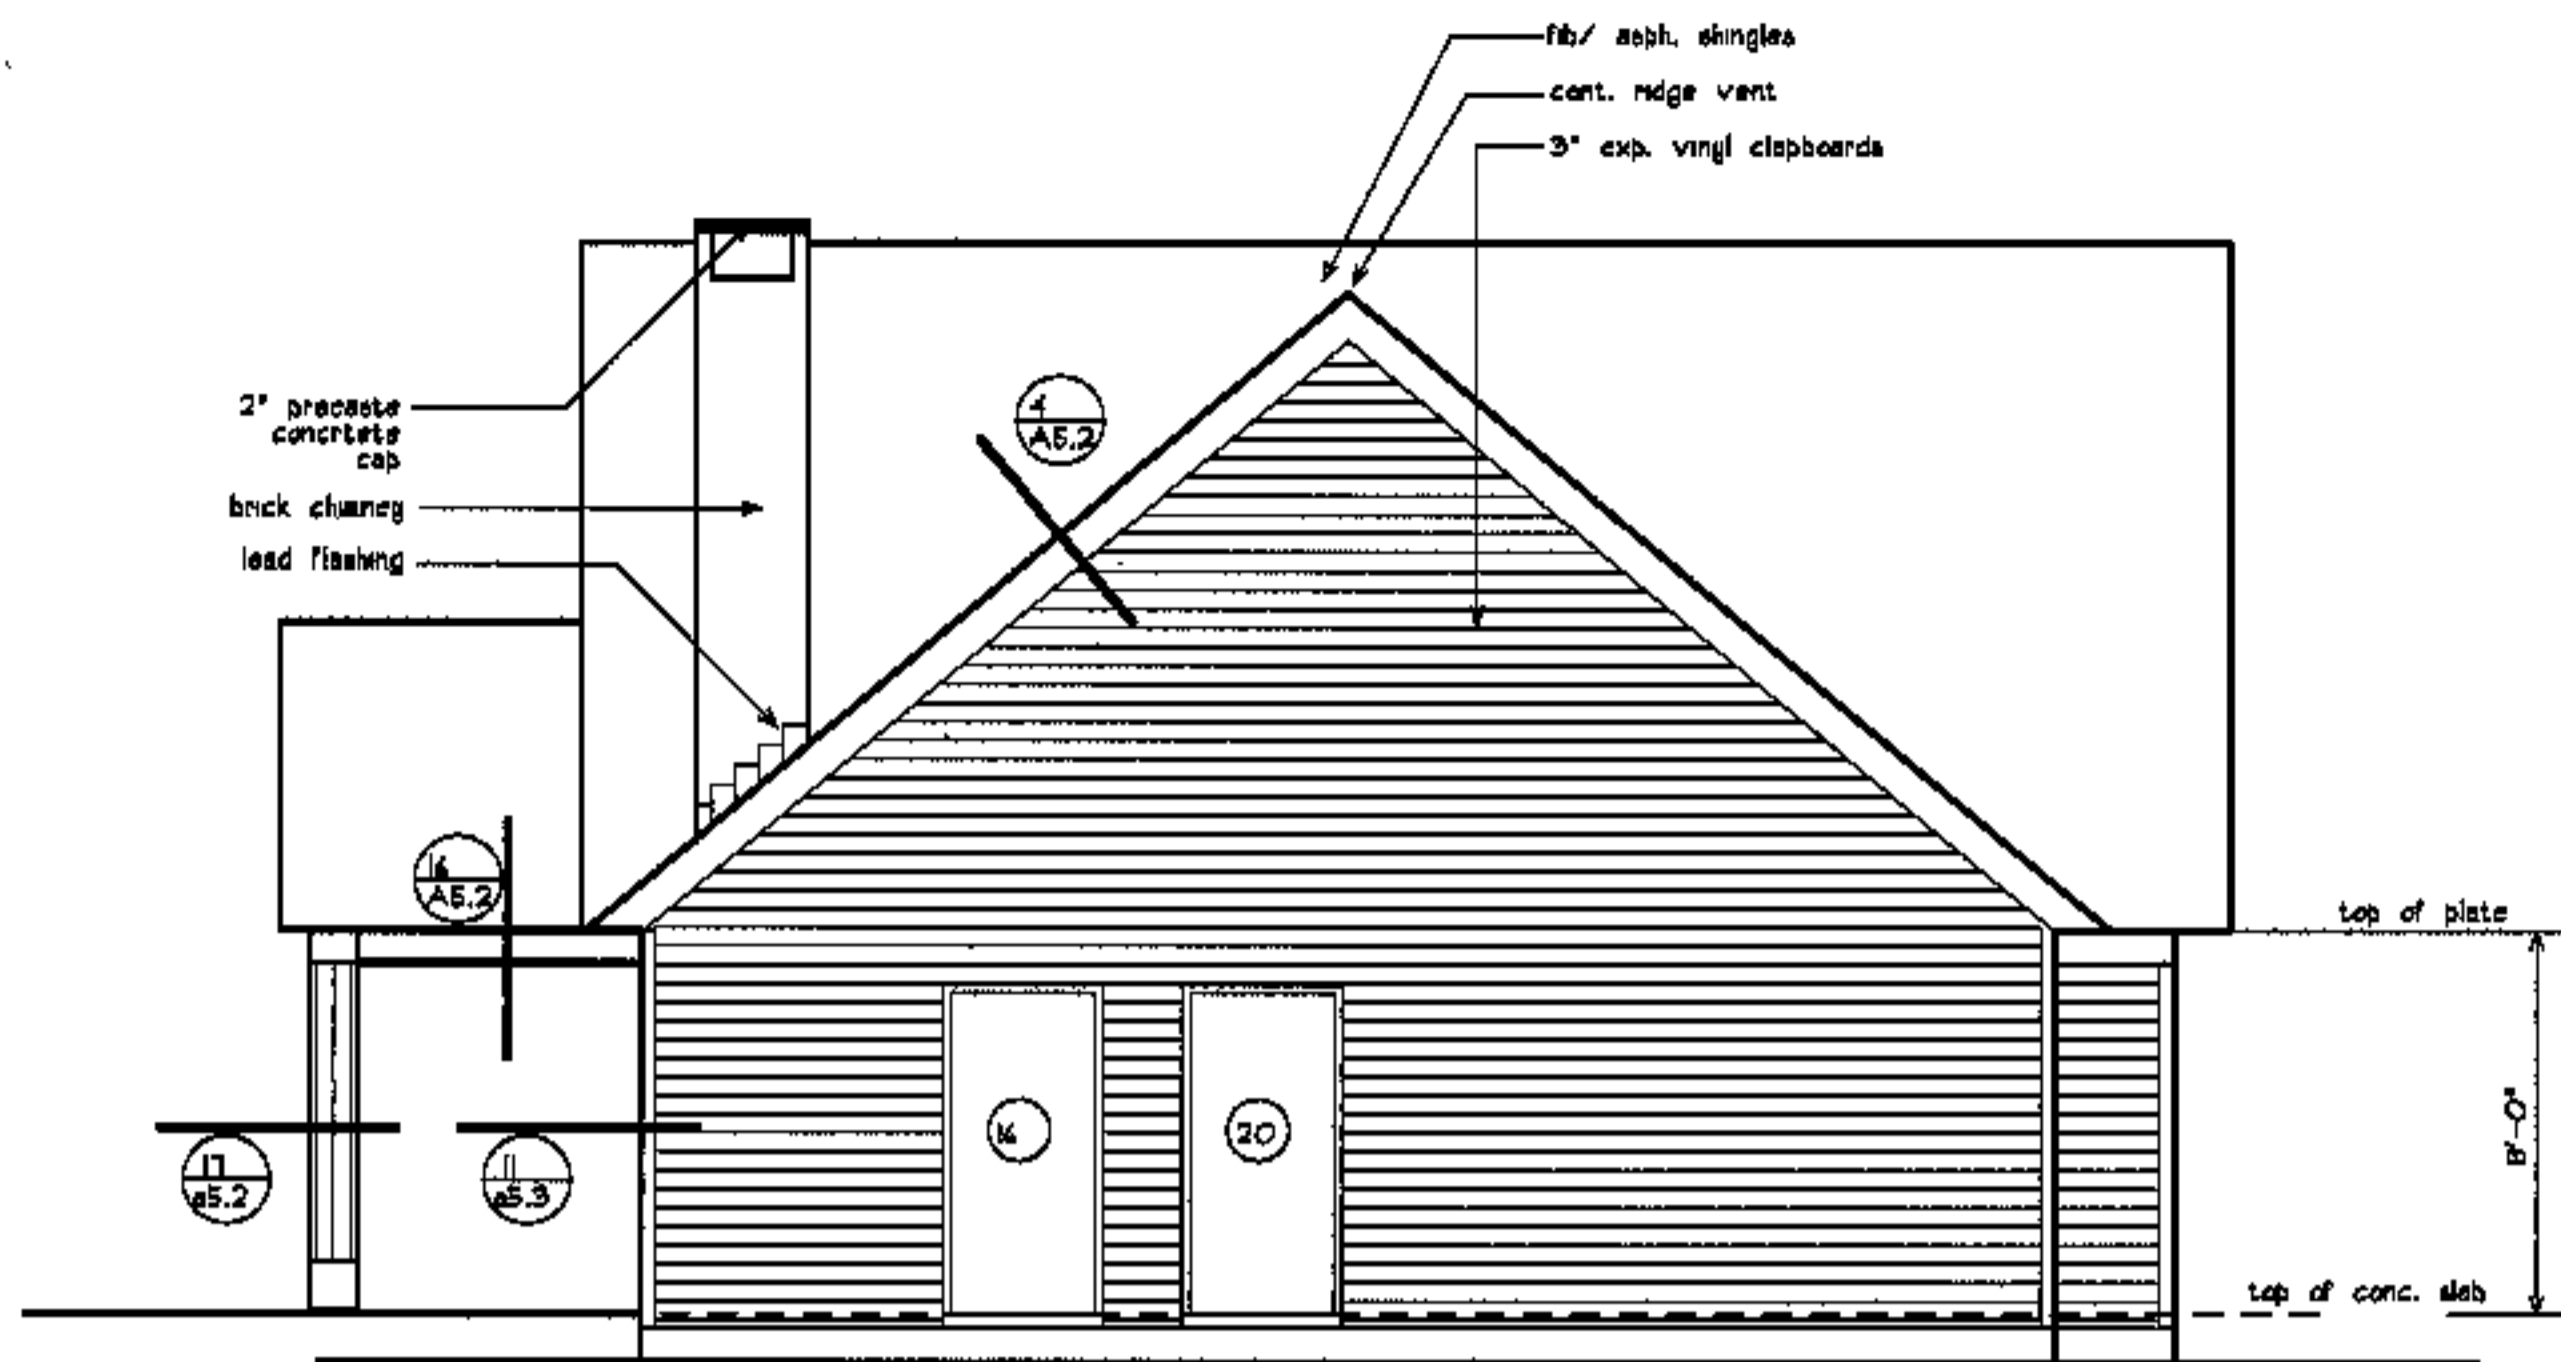 fib/ asph. shingles
cont. ridge vent
3" exp. vinyl clapboards
2" precaste
concrtete
cap
4
A5.2
brick chimney
lead flashing
16
A5.2
top of plate
8'-0"
16
20
17
a5.2
11
a5.3
top of conc. slab